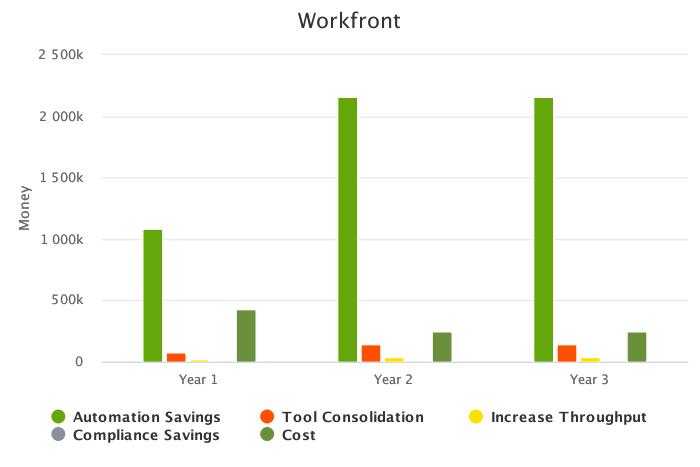 Workfront
2 500k
2 000k
1 500k
1 000k
500k
0
Money
Year 1 Year 2 Year 3
Automation Savings Tool Consolidation Increase Throughput
Compliance Savings Cost